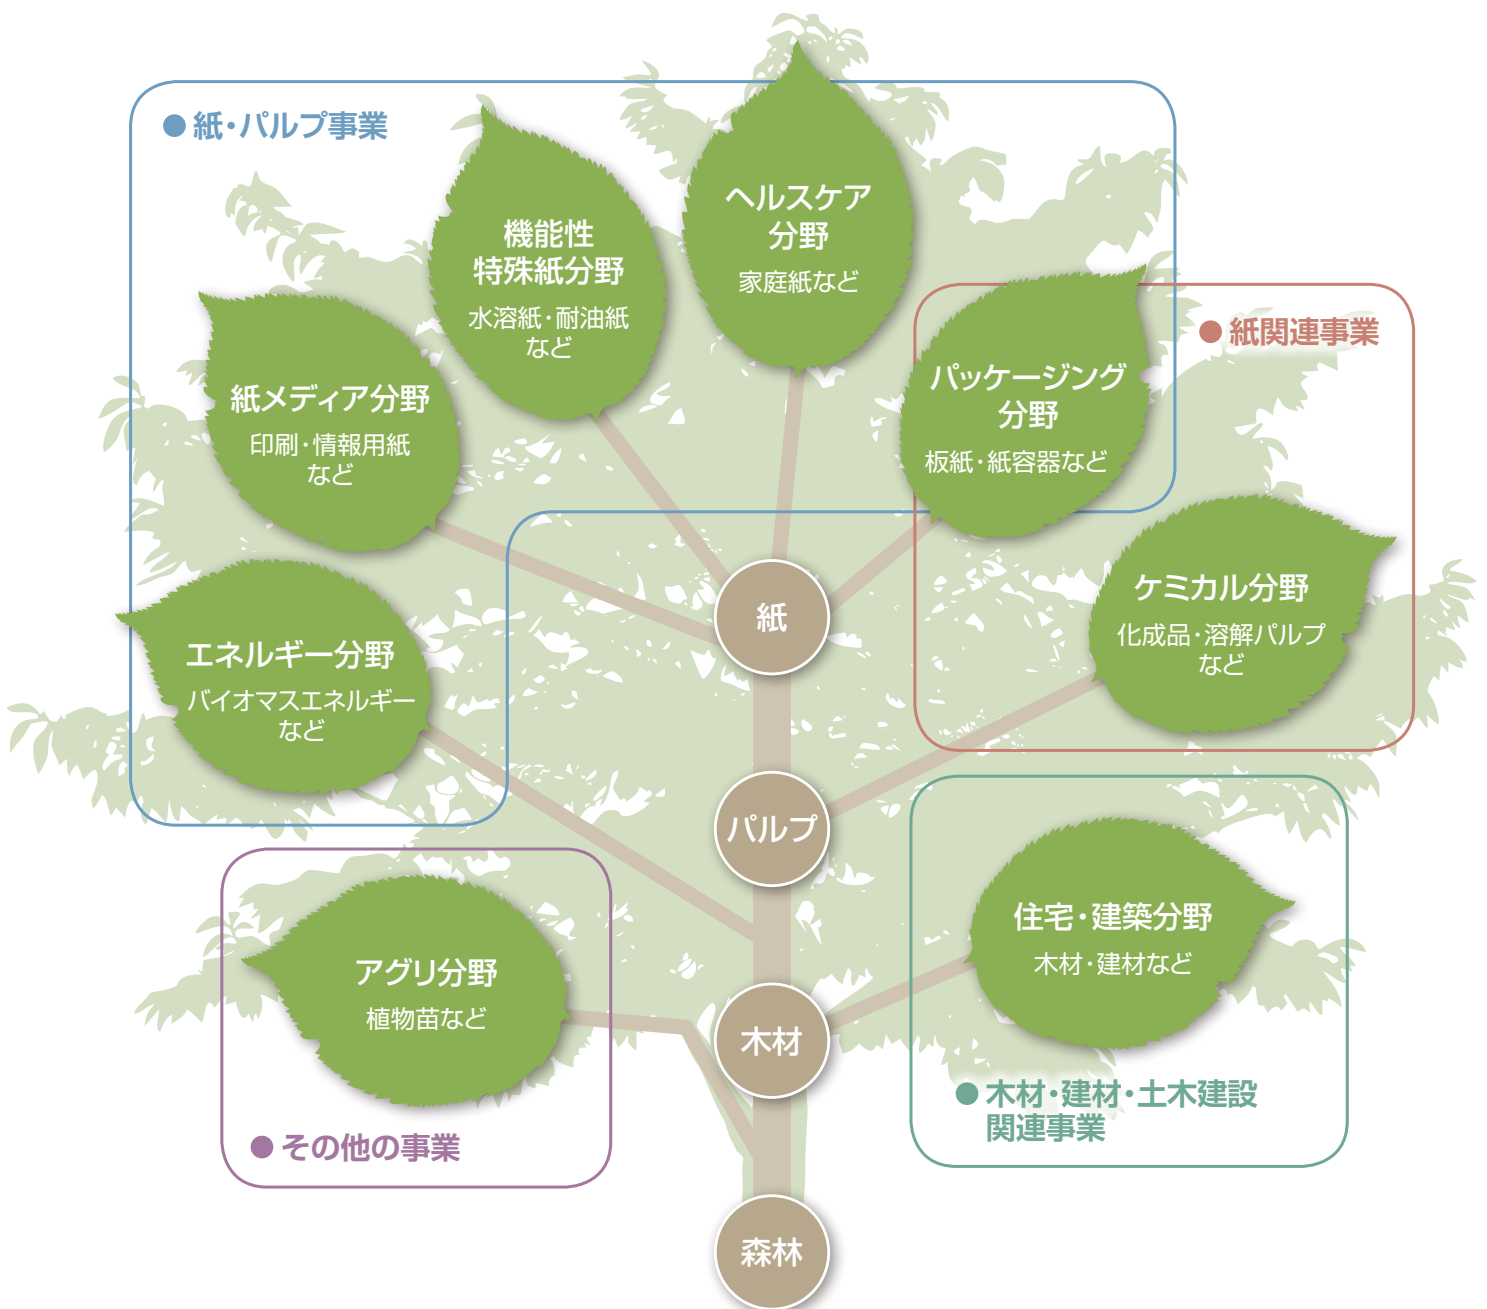 ● 紙・パルプ事業
ヘルスケア
分野
家庭紙など
機能性
特殊紙分野
水溶紙・耐油紙
など
紙メディア分野
印刷・情報用紙
など
エネルギー分野
バイオマスエネルギー
など
● 紙関連事業
パッケージング
分野
板紙・紙容器など
ケミカル分野
化成品・溶解パルプ
など
紙
パルプ
木材
森林
アグリ分野
植物苗など
● その他の事業
住宅・建築分野
木材・建材など
● 木材・建材・土木建設
関連事業